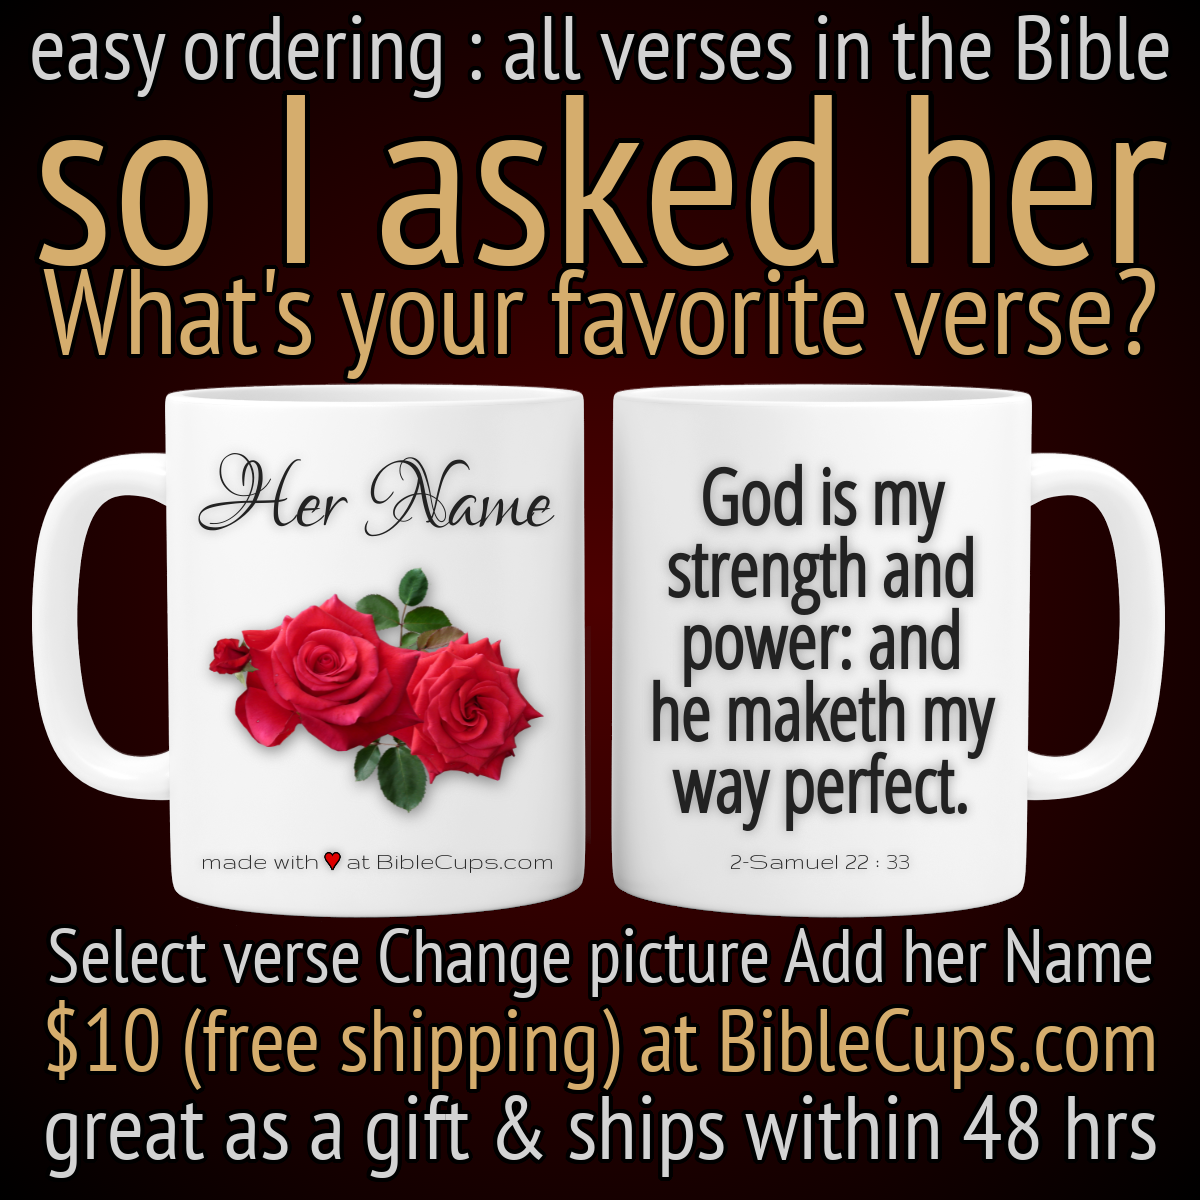 easy ordering : all verses in the Bible
so I asked her
What's your favorite verse?
Her Name
made with ♥ at BibleCups.com
God is my
strength and
power: and
he maketh my
way perfect.
2-Samuel 22 : 33
Select verse Change picture Add her Name
$10 (free shipping) at BibleCups.com
great as a gift & ships within 48 hrs